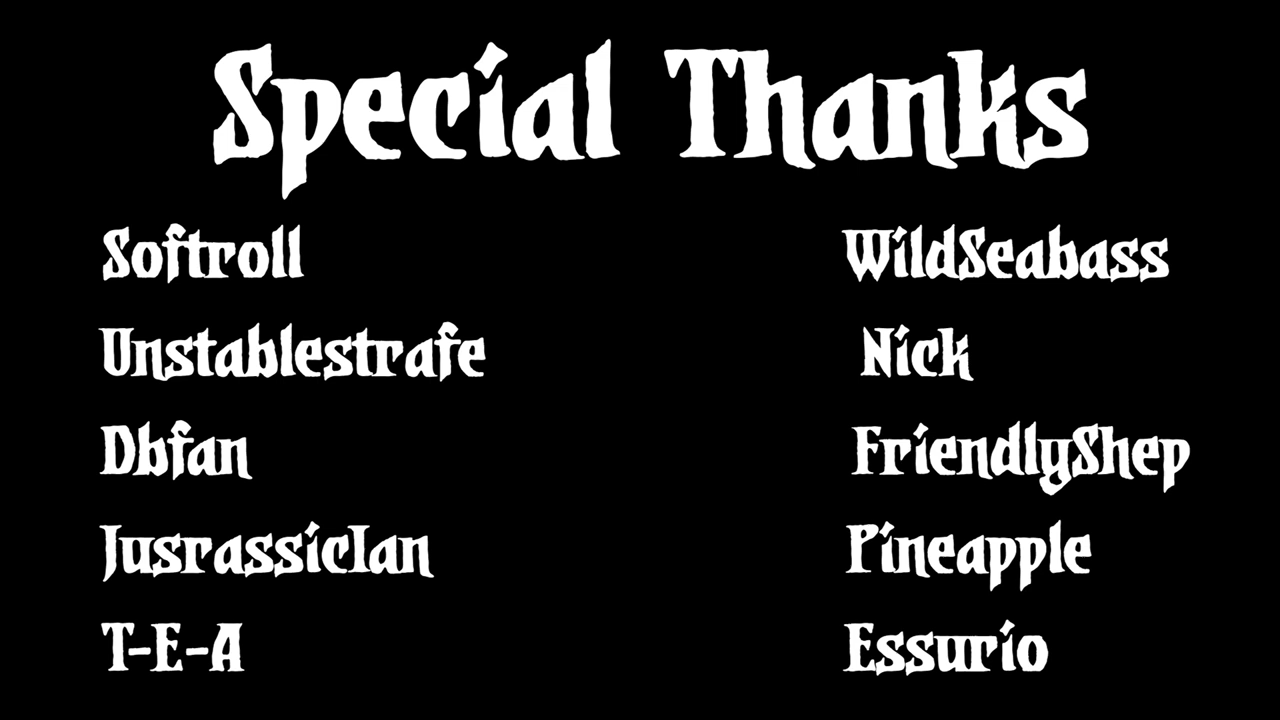 Special Thanks
Softroll
Unstablestrafe
Dbfan
JusrassicIan
T-E-A
WildSeabass
Nick
FriendlyShep
Pineapple
Essurio